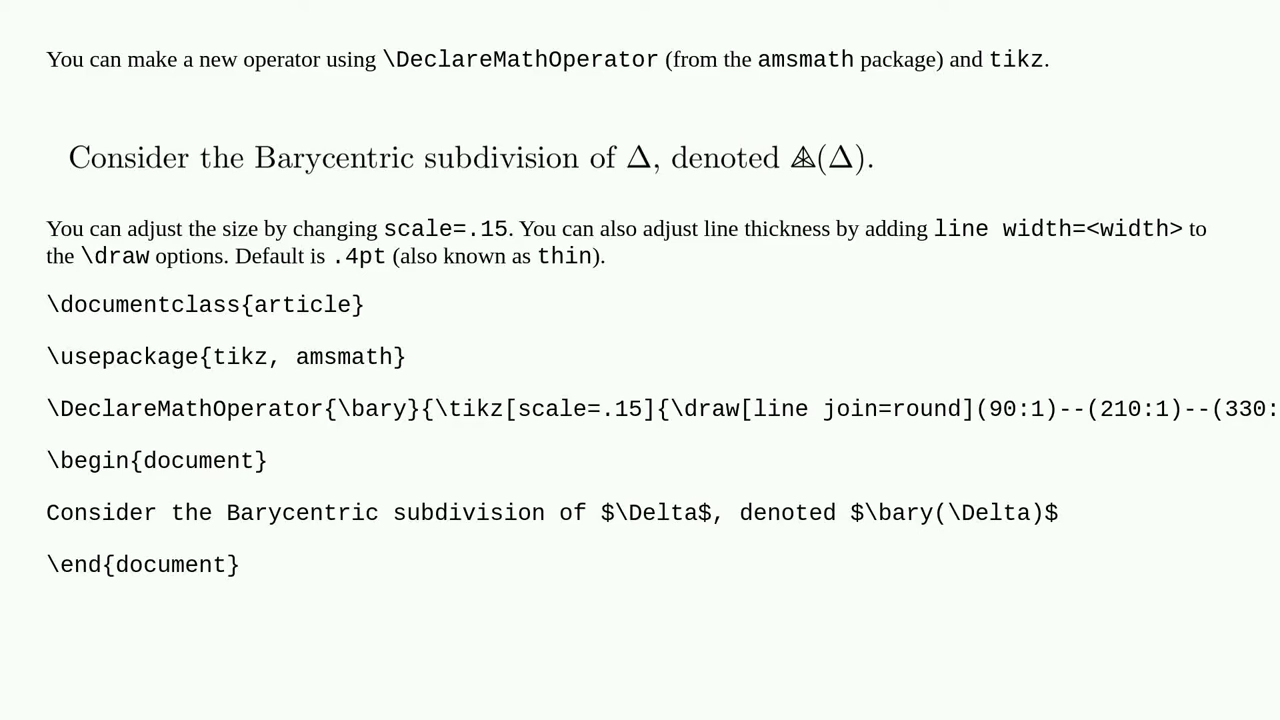 You can make a new operator using \DeclareMathOperator (from the amsmath package) and tikz.
Consider the Barycentric subdivision of Δ, denoted ⟁(Δ).
You can adjust the size by changing scale=.15. You can also adjust line thickness by adding line width=<width> to
the \draw options. Default is .4pt (also known as thin).
\documentclass{article}
\usepackage{tikz, amsmath}
\DeclareMathOperator{\bary}{\tikz[scale=.15]{\draw[line join=round](90:1)--(210:1)--(330:
\begin{document}
Consider the Barycentric subdivision of $\Delta$, denoted $\bary(\Delta)$
\end{document}